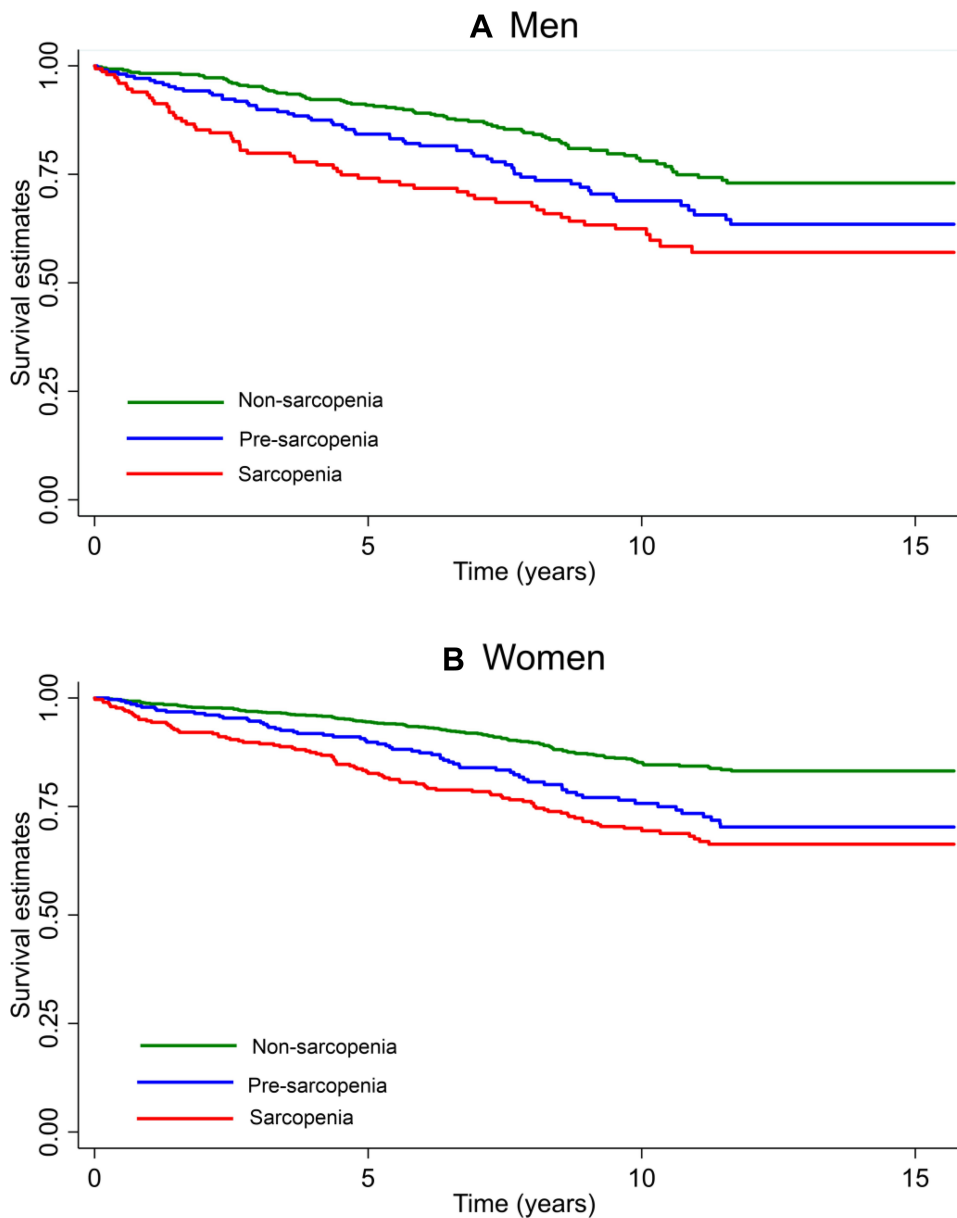 A Men
Survival estimates
1.00
0.75
0.50
0.25
0.00
Non-sarcopenia
Pre-sarcopenia
Sarcopenia
0 5 10 15
Time (years)
B Women
Survival estimates
1.00
0.75
0.50
0.25
0.00
Non-sarcopenia
Pre-sarcopenia
Sarcopenia
0 5 10 15
Time (years)